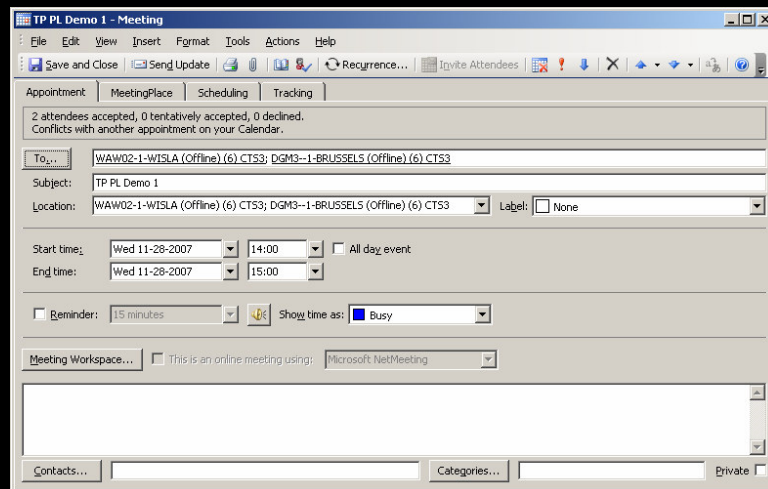 TP PL Demo 1 - Meeting
File Edit View Insert Format Tools Actions Help
Save and Close Send Update Recurrence... Invite Attendees
Appointment MeetingPlace Scheduling Tracking
2 attendees accepted, 0 tentatively accepted, 0 declined.
Conflicts with another appointment on your Calendar.
To... WAW02-1-WISLA (Offline) (6) CTS3; DGM3--1-BRUSSELS (Offline) (6) CTS3
Subject: TP PL Demo 1
Location: WAW02-1-WISLA (Offline) (6) CTS3; DGM3--1-BRUSSELS (Offline) (6) CTS3 Label: None
Start time: Wed 11-28-2007 14:00 All day event
End time: Wed 11-28-2007 15:00
Reminder: 15 minutes Show time as: Busy
Meeting Workspace... This is an online meeting using: Microsoft NetMeeting
Contacts... Categories... Private